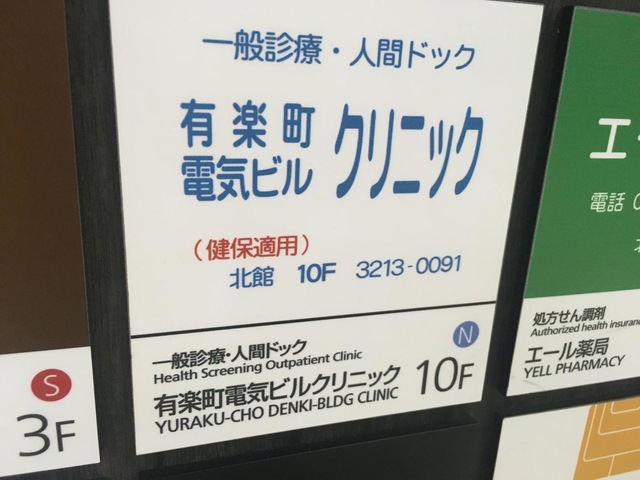 一般診療・人間ドック
有楽町
電気ビル
クリニック
(健保適用)
北館 10F 3213-0091
一般診療・人間ドック
Health Screening Outpatient Clinic
有楽町電気ビルクリニック
YURAKU-CHO DENKI-BLDG CLINIC
N
10F
S
3F
エー
電話
処方せん調剤
Authorized health
エール薬局
YELL PHARMACY